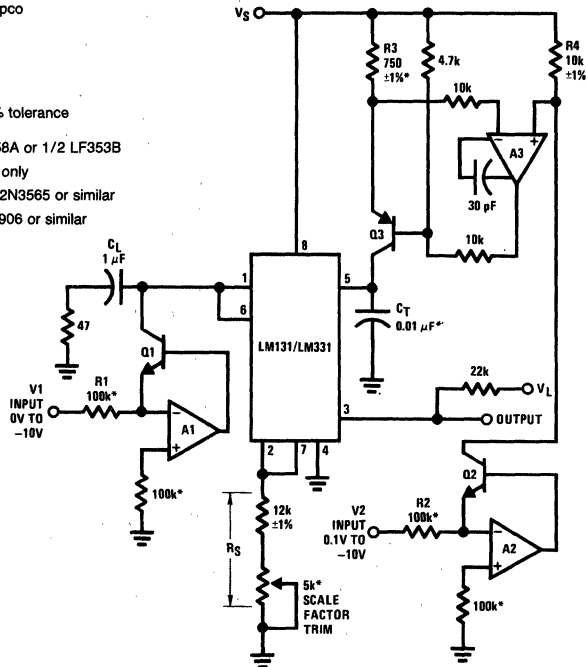 pco
% tolerance
58A or 1/2 LF353B
only
2N3565 or similar
906 or similar
VS
R3
750
±1%*
4.7k
R4
10k
±1%
10k
A3
− +
30 pF
10k
Q3
8
CL
1 µF
1
6
5
CT
0.01 µF*
LM131/LM331
47
Q1
V1
INPUT
0V TO
−10V
R1
100k*
−
A1
+
100k*
3
22k
VL
OUTPUT
2
7
4
Q2
12k
±1%
RS
V2
INPUT
0.1V TO
−10V
R2
100k*
−
A2
+
5k*
SCALE
FACTOR
TRIM
100k*